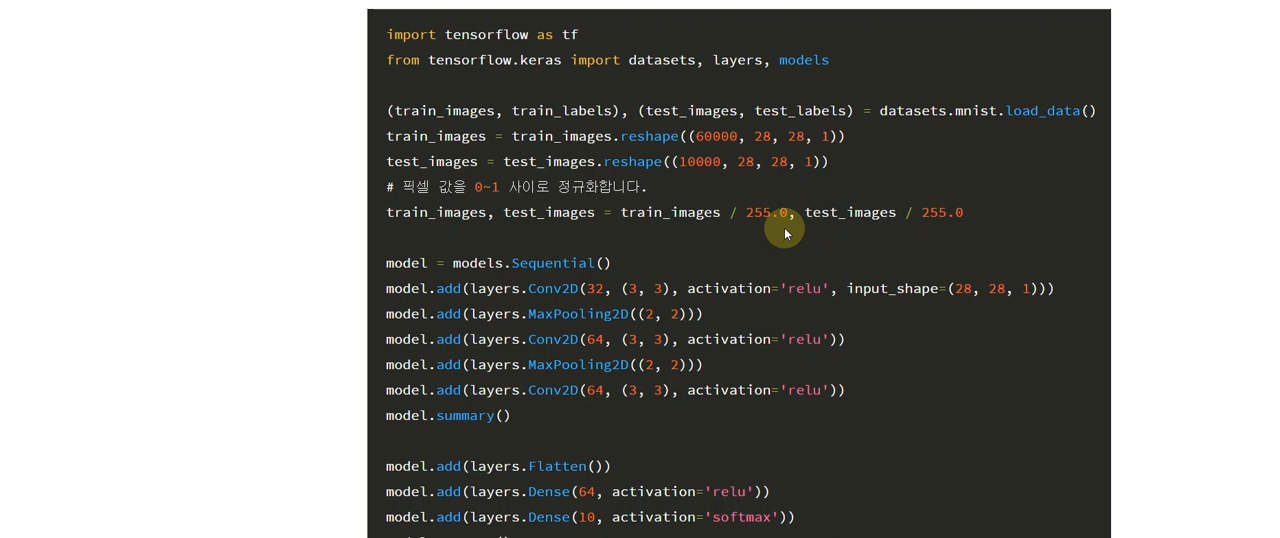 import tensorflow as tf
from tensorflow.keras import datasets, layers, models
(train_images, train_labels), (test_images, test_labels) = datasets.mnist.load_data()
train_images = train_images.reshape((60000, 28, 28, 1))
test_images = test_images.reshape((10000, 28, 28, 1))
# 픽셀 값을 0~1 사이로 정규화합니다.
train_images, test_images = train_images / 255.0, test_images / 255.0
model = models.Sequential()
model.add(layers.Conv2D(32, (3, 3), activation='relu', input_shape=(28, 28, 1)))
model.add(layers.MaxPooling2D((2, 2)))
model.add(layers.Conv2D(64, (3, 3), activation='relu'))
model.add(layers.MaxPooling2D((2, 2)))
model.add(layers.Conv2D(64, (3, 3), activation='relu'))
model.summary()
model.add(layers.Flatten())
model.add(layers.Dense(64, activation='relu'))
model.add(layers.Dense(10, activation='softmax'))